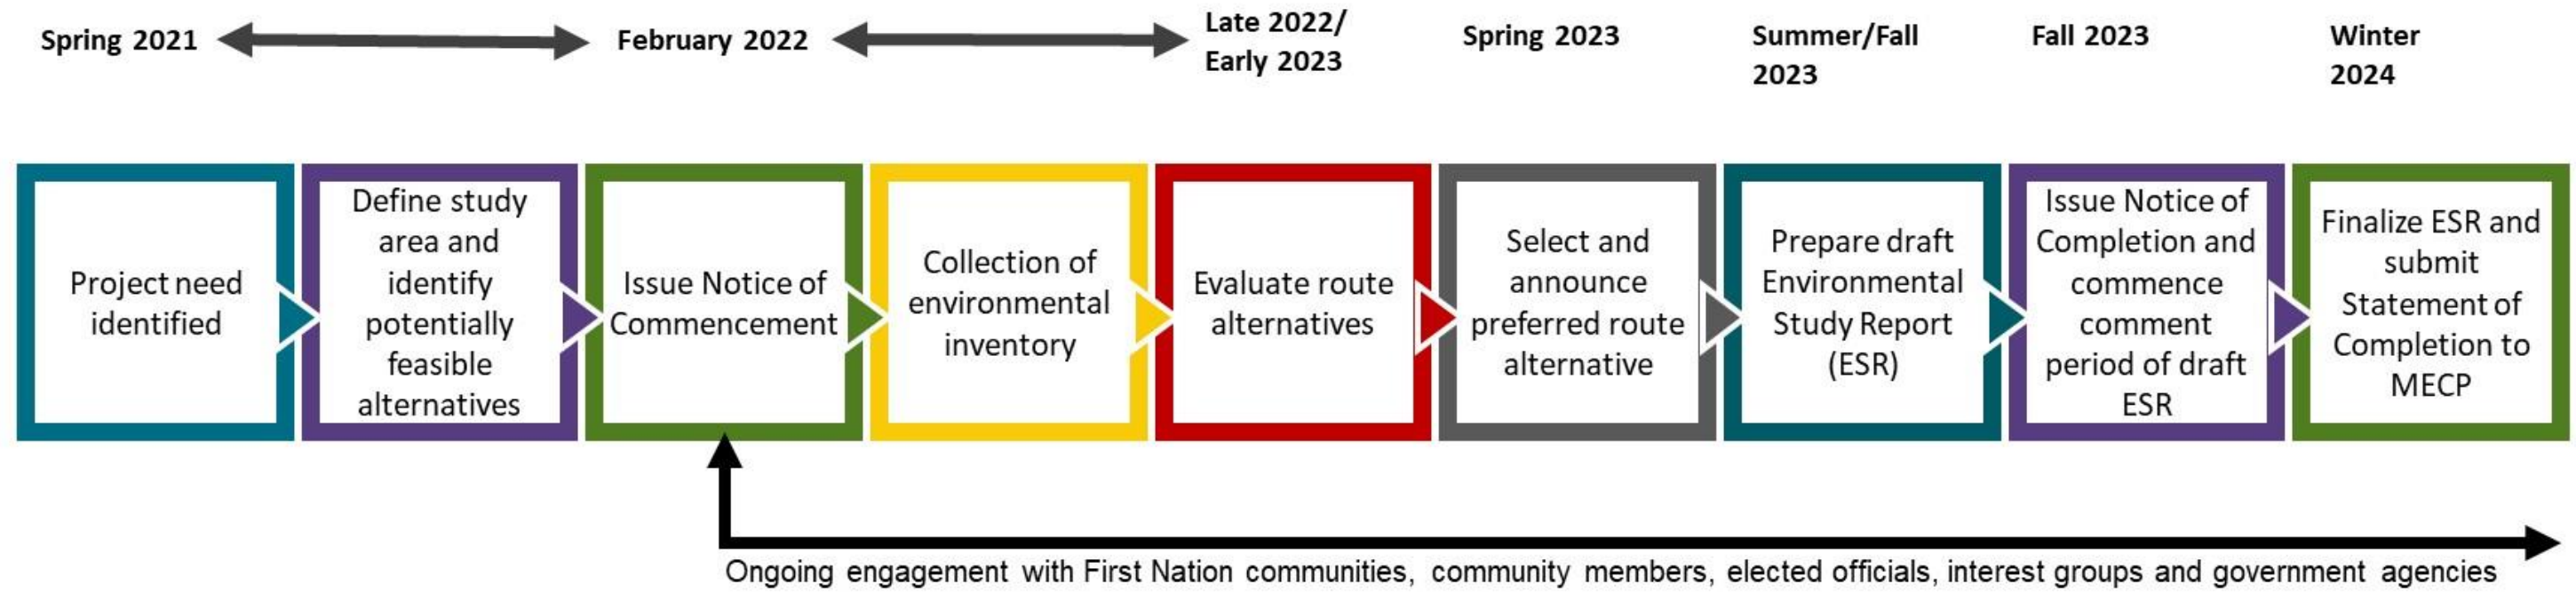 Spring 2021
February 2022
Late 2022/
Early 2023
Spring 2023
Summer/Fall
2023
Fall 2023
Winter
2024
Project need
identified
Define study
area and
identify
potentially
feasible
alternatives
Issue Notice of
Commencement
Collection of
environmental
inventory
Evaluate route
alternatives
Select and
announce
preferred route
alternative
Prepare draft
Environmental
Study Report
(ESR)
Issue Notice of
Completion and
commence
comment
period of draft
ESR
Finalize ESR and
submit
Statement of
Completion to
MECP
Ongoing engagement with First Nation communities, community members, elected officials, interest groups and government agencies